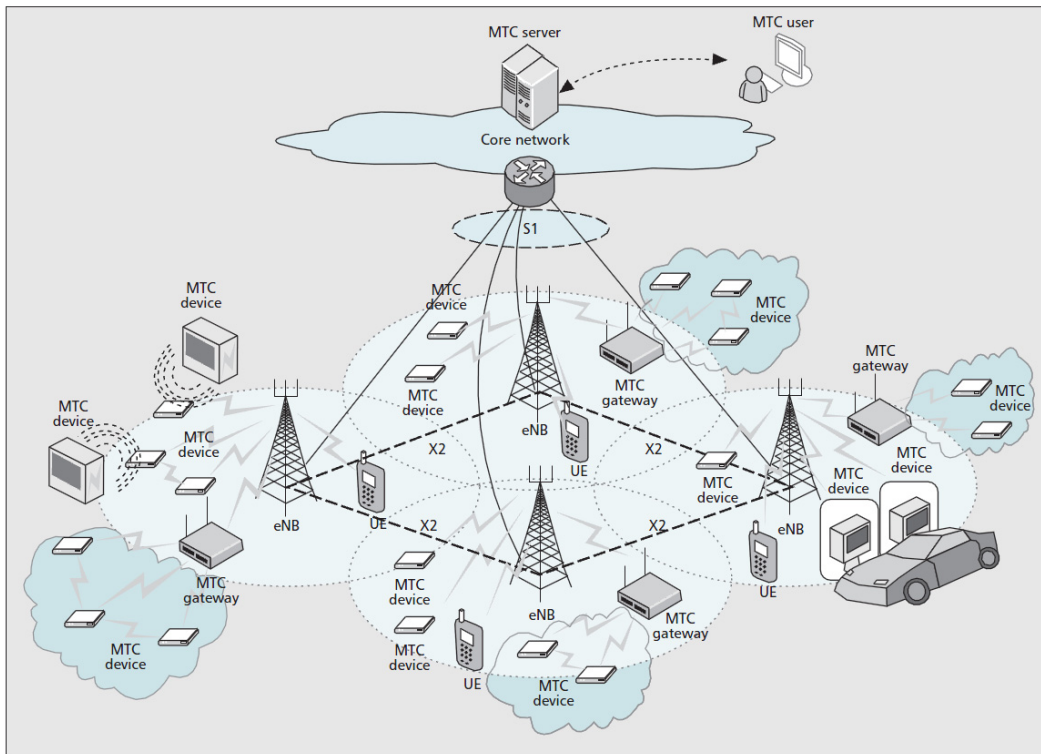 MTC server
MTC user
Core network
S1
MTC
device
MTC
device
MTC
device
MTC
gateway
MTC
device
MTC
gateway
MTC
device
MTC
device
MTC
device
MTC
device
eNB
UE
X2
X2
MTC
device
MTC
device
MTC
device
eNB
UE
X2
X2
eNB
UE
MTC
gateway
MTC
device
MTC
device
MTC
device
eNB
UE
MTC
gateway
MTC
device